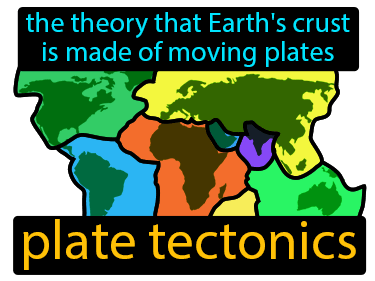 the theory that Earth's crust
is made of moving plates
plate tectonics